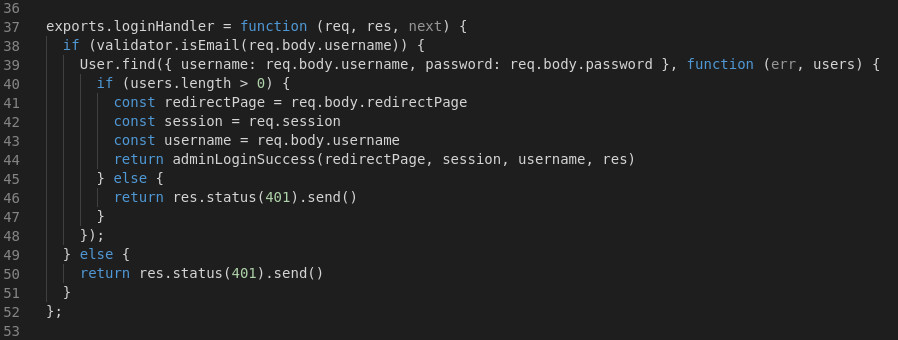 36
37 exports.loginHandler = function (req, res, next) {
38   if (validator.isEmail(req.body.username)) {
39     User.find({ username: req.body.username, password: req.body.password }, function (err, users) {
40       if (users.length > 0) {
41         const redirectPage = req.body.redirectPage
42         const session = req.session
43         const username = req.body.username
44         return adminLoginSuccess(redirectPage, session, username, res)
45       } else {
46         return res.status(401).send()
47       }
48     });
49   } else {
50     return res.status(401).send()
51   }
52 };
53